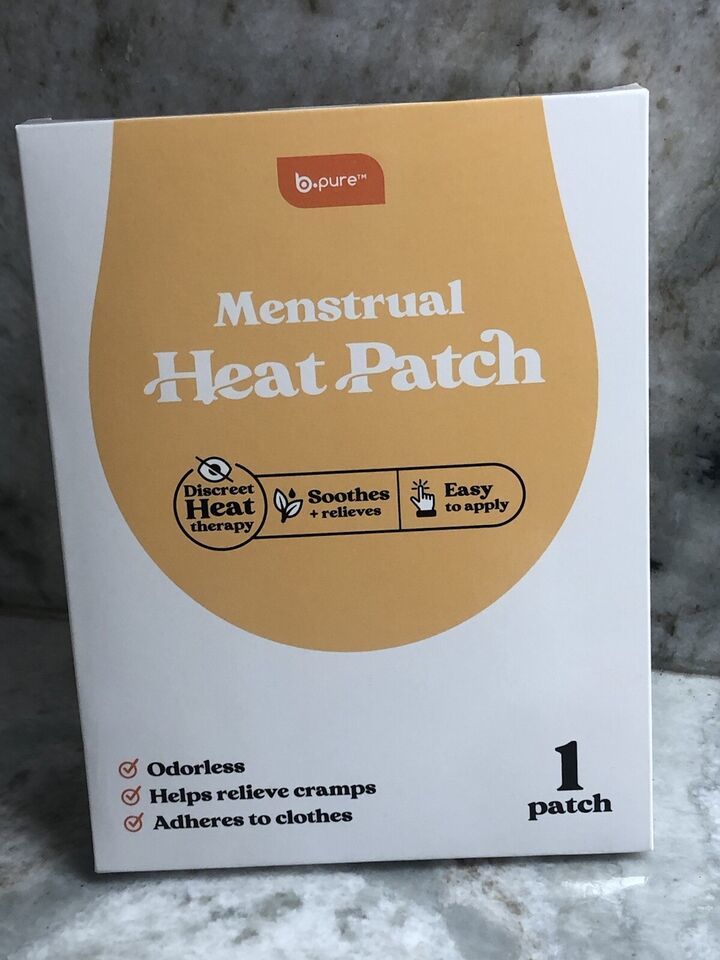 b.pure™
Menstrual
Heat Patch
Discreet
Heat
therapy
Soothes
+ relieves
Easy
to apply
Odorless
Helps relieve cramps
Adheres to clothes
1
patch